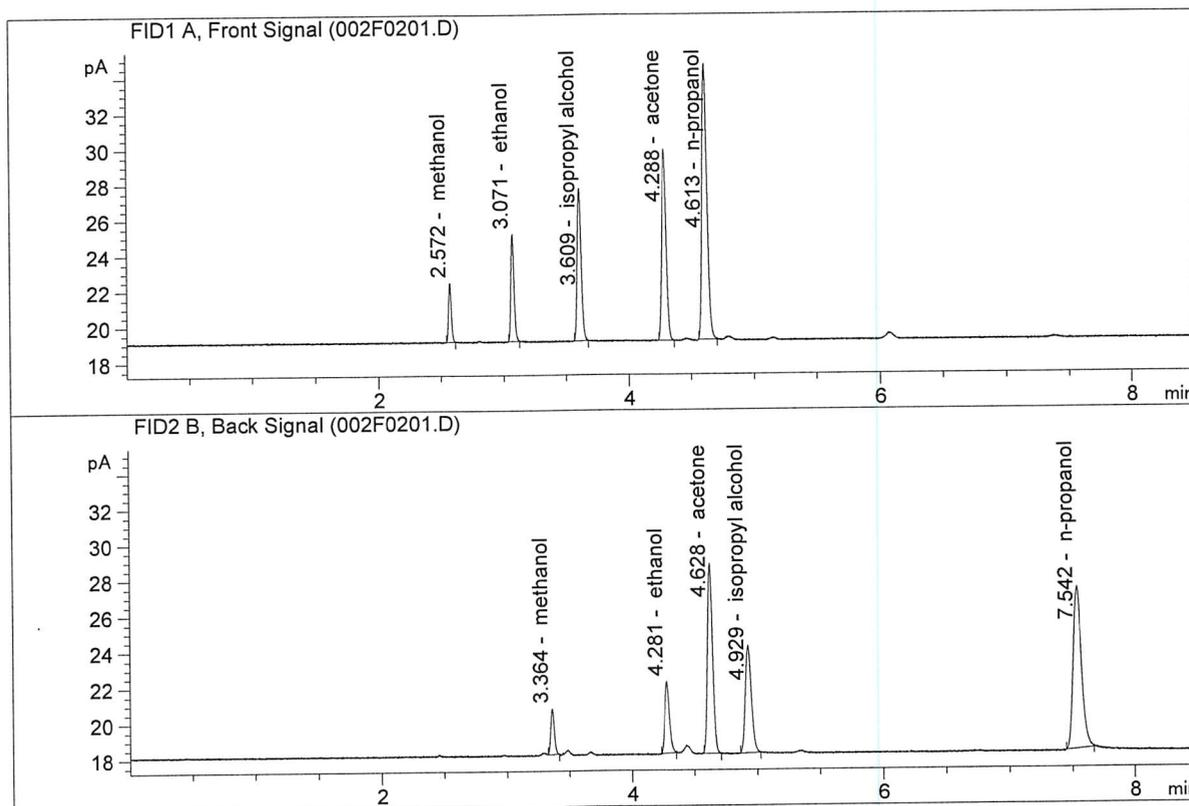 FID1 A, Front Signal (002F0201.D)
pA
32
30
28
26
24
22
20
18
2.572 - methanol
3.071 - ethanol
3.609 - isopropyl alcohol
4.288 - acetone
4.613 - n-propanol
2
4
6
8
min
FID2 B, Back Signal (002F0201.D)
pA
32
30
28
26
24
22
20
18
3.364 - methanol
4.281 - ethanol
4.628 - acetone
4.929 - isopropyl alcohol
7.542 - n-propanol
2
4
6
8
min